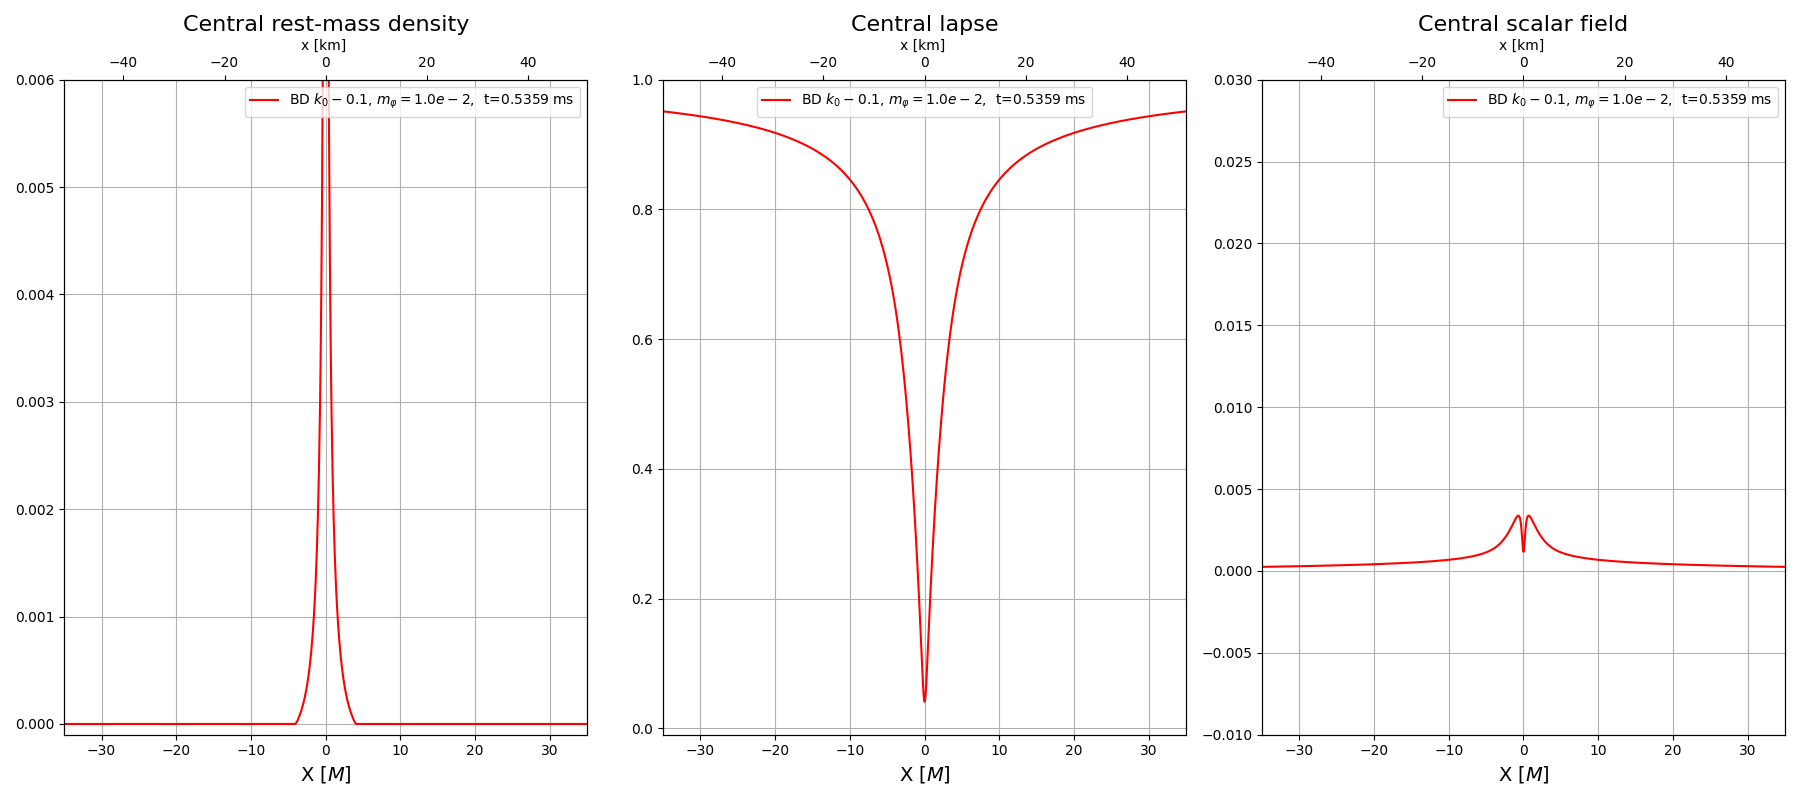 Central rest-mass density
x [km]
−40 −20 0 20 40
0.006
0.005
0.004
0.003
0.002
0.001
0.000
BD k₀ − 0.1, mᵩ = 1.0e − 2, t=0.5359 ms
−30 −20 −10 0 10 20 30
X [M]
Central lapse
x [km]
−40 −20 0 20 40
1.0
0.8
0.6
0.4
0.2
0.0
BD k₀ − 0.1, mᵩ = 1.0e − 2, t=0.5359 ms
−30 −20 −10 0 10 20 30
X [M]
Central scalar field
x [km]
−40 −20 0 20 40
0.030
0.025
0.020
0.015
0.010
0.005
0.000
−0.005
−0.010
BD k₀ − 0.1, mᵩ = 1.0e − 2, t=0.5359 ms
−30 −20 −10 0 10 20 30
X [M]